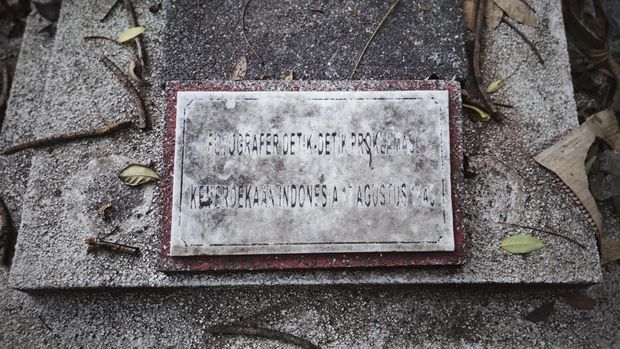 FOTOGRAFER DETIK-DETIK PROKLAMASI
KEMERDEKAAN INDONESIA 17 AGUSTUS 1945